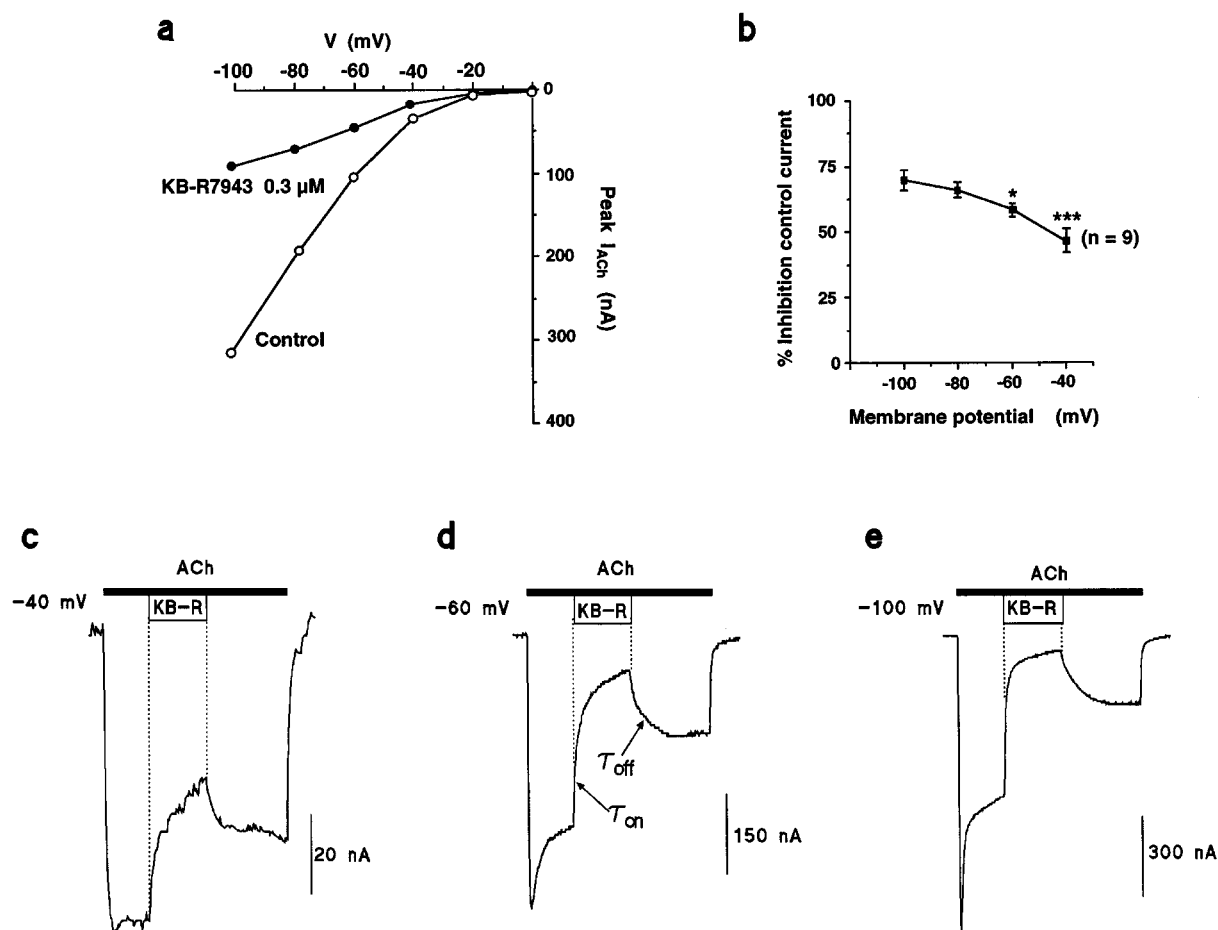 a
V (mV)
-100 -80 -60 -40 -20 0
100
200
300
400
Peak IACh (nA)
KB-R7943 0.3 µM
Control
b
100
75
50
25
0
% Inhibition control current
*
***
(n = 9)
-100 -80 -60 -40
Membrane potential (mV)
c
ACh
-40 mV
KB-R
20 nA
d
ACh
-60 mV
KB-R
τoff
τon
150 nA
e
ACh
-100 mV
KB-R
300 nA